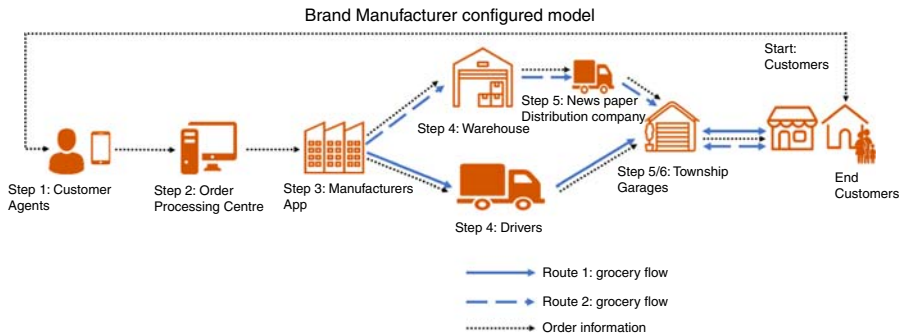 Brand Manufacturer configured model
Start:
Customers
Step 5: News paper
Distribution company
Step 4: Warehouse
Step 1: Customer
Agents
Step 2: Order
Processing Centre
Step 3: Manufacturers
App
Step 5/6: Township
Garages
End
Customers
Step 4: Drivers
Route 1: grocery flow
Route 2: grocery flow
Order information